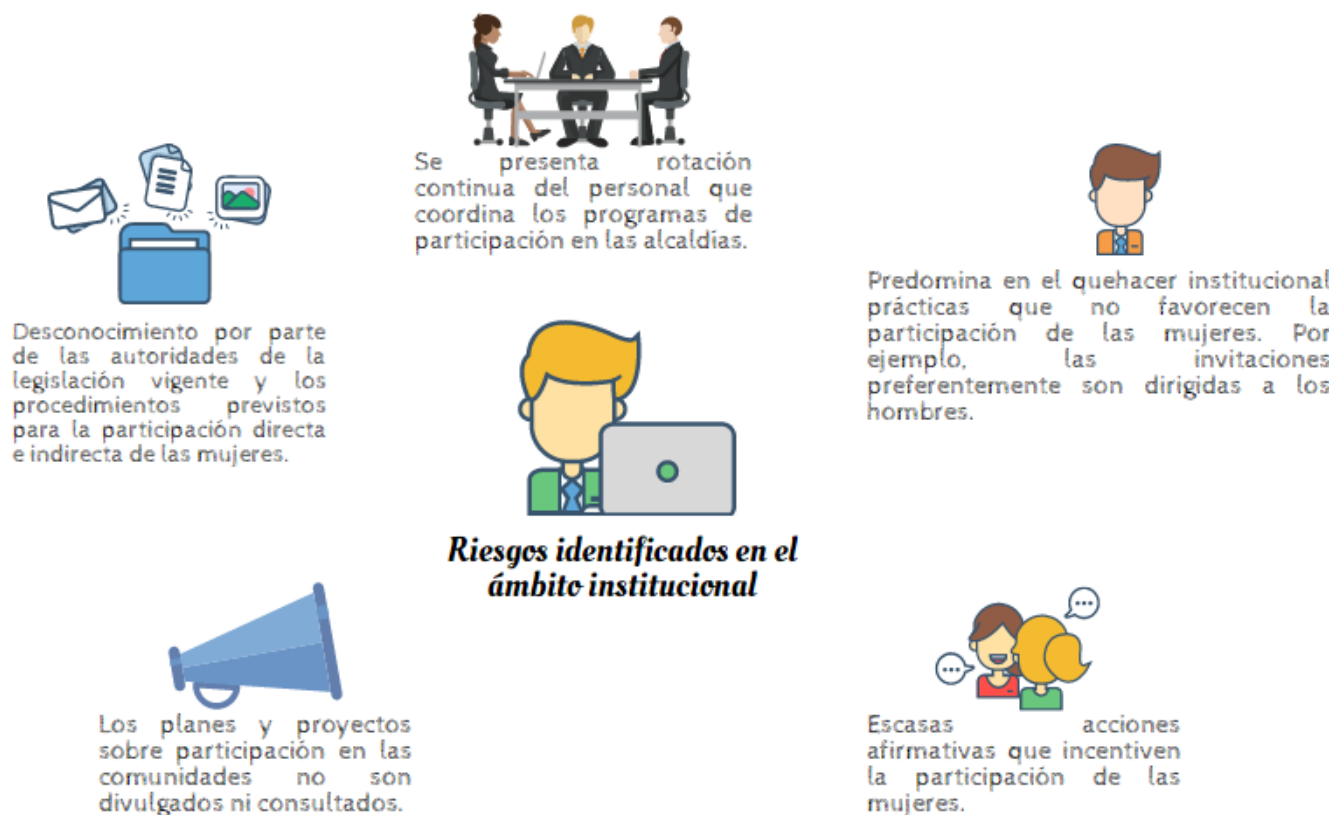 Se presenta rotación
continua del personal que
coordina los programas de
participación en las alcaldías.
Desconocimiento por parte
de las autoridades de la
legislación vigente y los
procedimientos previstos
para la participación directa
e indirecta de las mujeres.
Predomina en el quehacer institucional
prácticas que no favorecen la
participación de las mujeres. Por
ejemplo, las invitaciones
preferentemente son dirigidas a los
hombres.
Riesgos identificados en el
ámbito institucional
Los planes y proyectos
sobre participación en las
comunidades no son
divulgados ni consultados.
Escasas acciones
afirmativas que incentiven
la participación de las
mujeres.